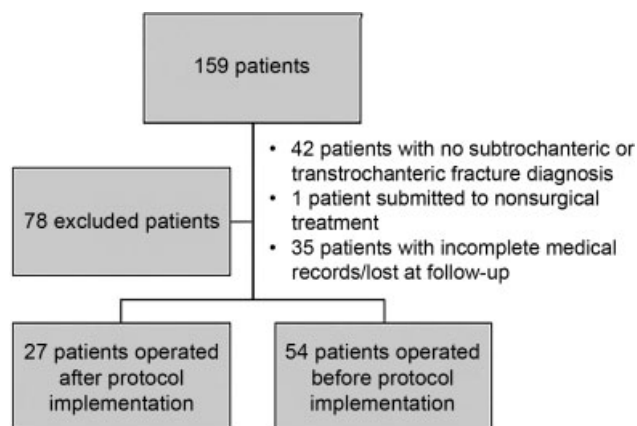 159 patients
• 42 patients with no subtrochanteric or
transtrochanteric fracture diagnosis
• 1 patient submitted to nonsurgical
treatment
• 35 patients with incomplete medical
records/lost at follow-up
78 excluded patients
27 patients operated
after protocol
implementation
54 patients operated
before protocol
implementation